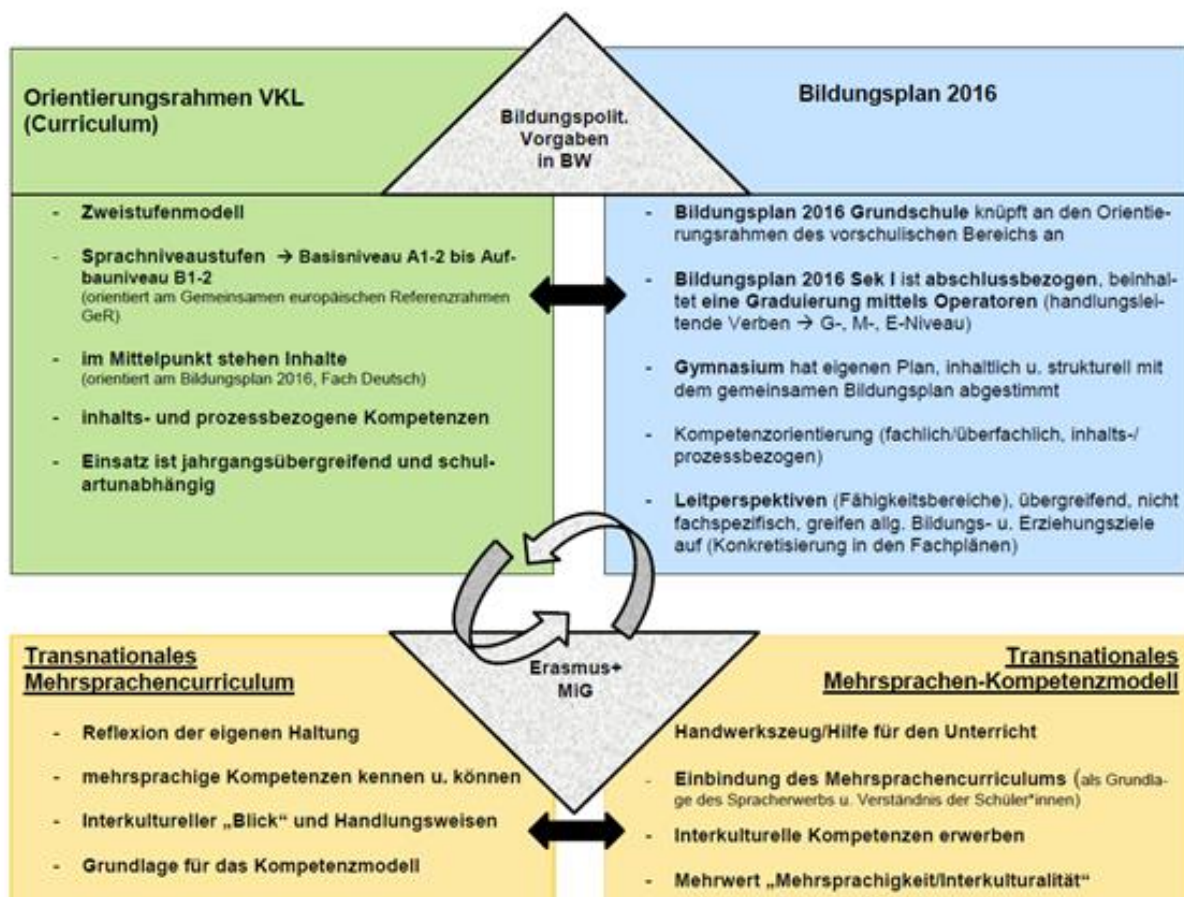 Orientierungsrahmen VKL
(Curriculum)
Bildungspolit.
Vorgaben
in BW
Bildungsplan 2016
- Zweistufenmodell
- Sprachniveaustufen → Basisniveau A1-2 bis Auf-
bauniveau B1-2
(orientiert am Gemeinsamen europäischen Referenzrahmen
GeR)
- im Mittelpunkt stehen Inhalte
(orientiert am Bildungsplan 2016, Fach Deutsch)
- inhalts- und prozessbezogene Kompetenzen
- Einsatz ist jahrgangsübergreifend und schul-
artunabhängig
- Bildungsplan 2016 Grundschule knüpft an den Orientie-
rungsrahmen des vorschulischen Bereichs an
- Bildungsplan 2016 Sek I ist abschlussbezogen, beinhal-
tet eine Graduierung mittels Operatoren (handlungslei-
tende Verben → G-, M-, E-Niveau)
- Gymnasium hat eigenen Plan, inhaltlich u. strukturell mit
dem gemeinsamen Bildungsplan abgestimmt
- Kompetenzorientierung (fachlich/überfachlich, inhalts-/
prozessbezogen)
- Leitperspektiven (Fähigkeitsbereiche), übergreifend, nicht
fachspezifisch, greifen allg. Bildungs- u. Erziehungsziele
auf (Konkretisierung in den Fachplänen)
Erasmus+
MiG
Transnationales
Mehrsprachencurriculum
- Reflexion der eigenen Haltung
- mehrsprachige Kompetenzen kennen u. können
- Interkultureller „Blick“ und Handlungsweisen
- Grundlage für das Kompetenzmodell
Transnationales
Mehrsprachen-Kompetenzmodell
Handwerkszeug/Hilfe für den Unterricht
- Einbindung des Mehrsprachencurriculums (als Grundla-
ge des Spracherwerbs u. Verständnis der Schüler*innen)
- Interkulturelle Kompetenzen erwerben
- Mehrwert „Mehrsprachigkeit/Interkulturalität“